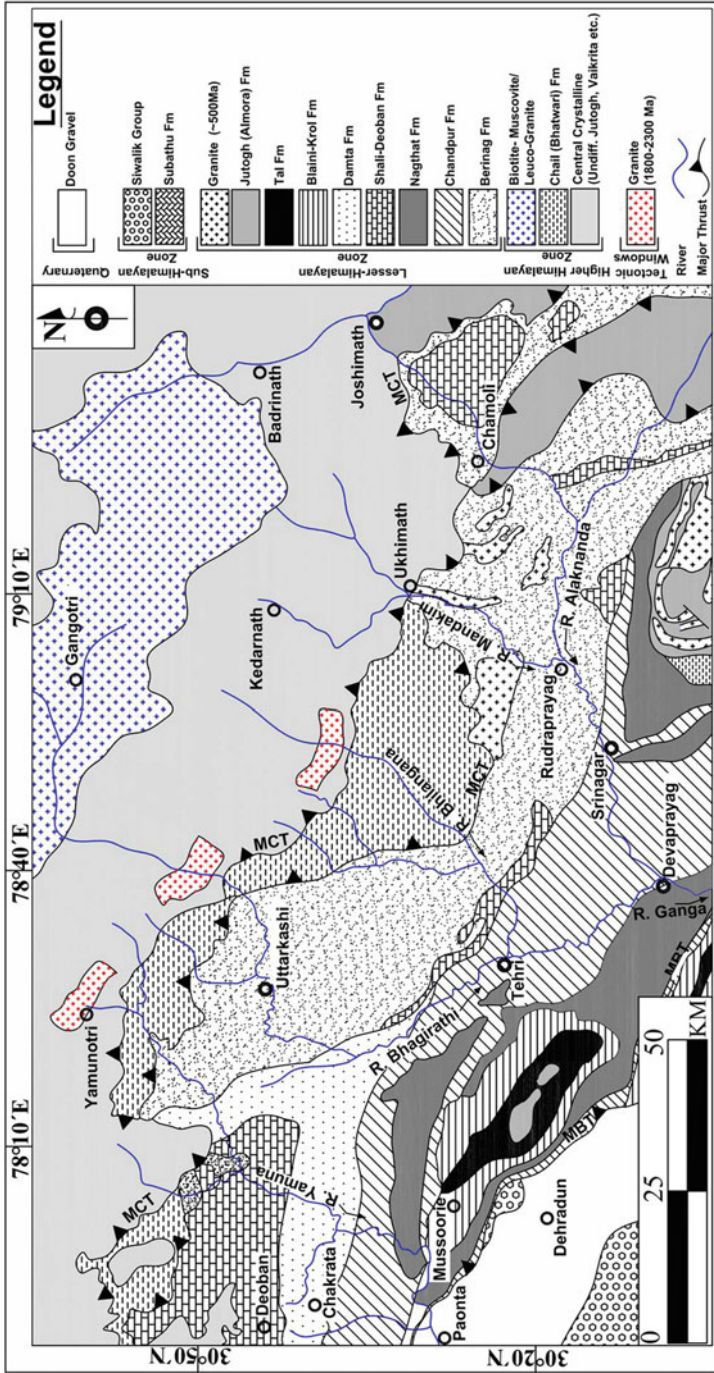 Legend
Quaternary
Doon Gravel
Sub-Himalayan
Zone
Siwalik Group
Subathu Fm
Lesser-Himalayan
Zone
Granite (~500Ma)
Jutogh (Almora) Fm
Tal Fm
Blaini-Krol Fm
Damta Fm
Shali-Deoban Fm
Nagthat Fm
Chandpur Fm
Berinag Fm
Higher Himalayan
Zone
Biotite- Muscovite/
Leuco-Granite
Chail (Bhatwari) Fm
Central Crystalline
(Undiff. Jutogh, Vaikrita etc.)
Tectonic
Windows
Granite
(1800-2300 Ma)
River
Major Thrust
N
78°10'E
78°40'E
79°10'E
30°50'N
30°20'N
Gangotri
Badrinath
Yamunotri
Kedarnath
Joshimath
MCT
MCT
MCT
Ukhimath
MCT
Chamoli
Uttarkashi
R. Bhilangana
MCT
R. Mandakini
R. Alaknanda
Rudraprayag
Deoban
Chakrata
R. Yamuna
R. Bhagirathi
Tehri
Srinagar
Devaprayag
R. Ganga
MBT
MBT
Mussoorie
Paonta
Dehradun
0
25
50
KM